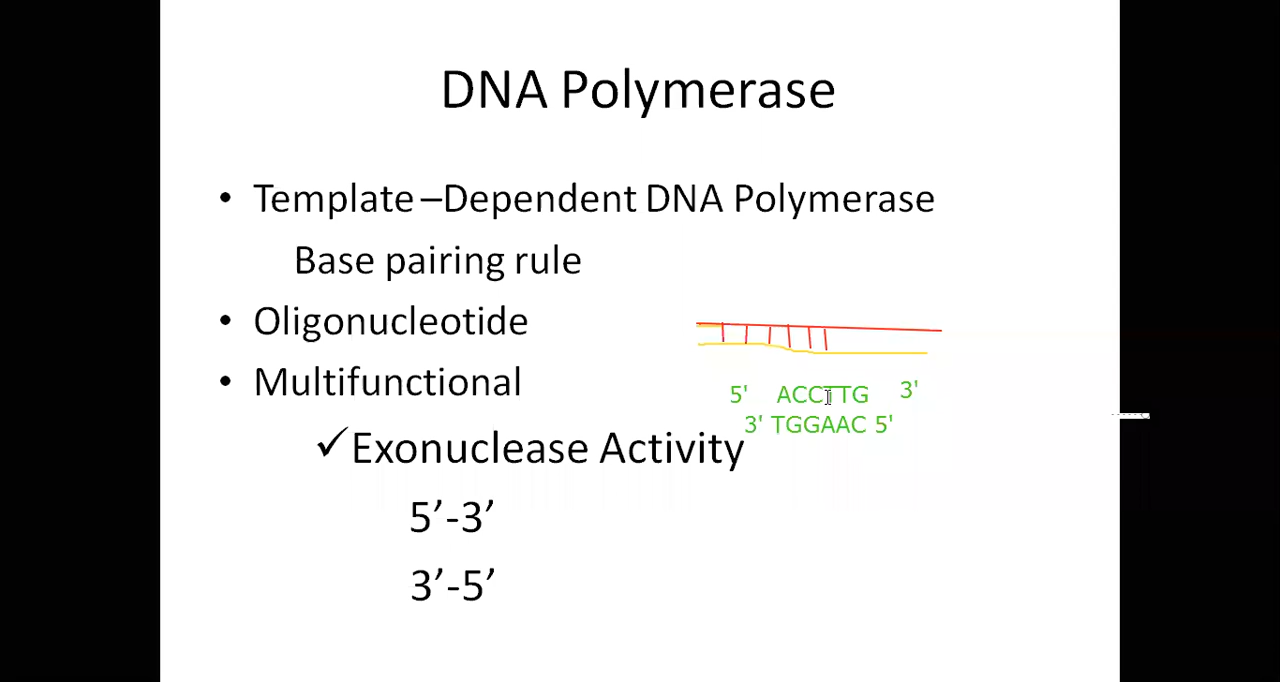 DNA Polymerase
• Template –Dependent DNA Polymerase
Base pairing rule
• Oligonucleotide
• Multifunctional
5' ACCTTG 3'
3' TGGAAC 5'
✓Exonuclease Activity
5’-3’
3’-5’